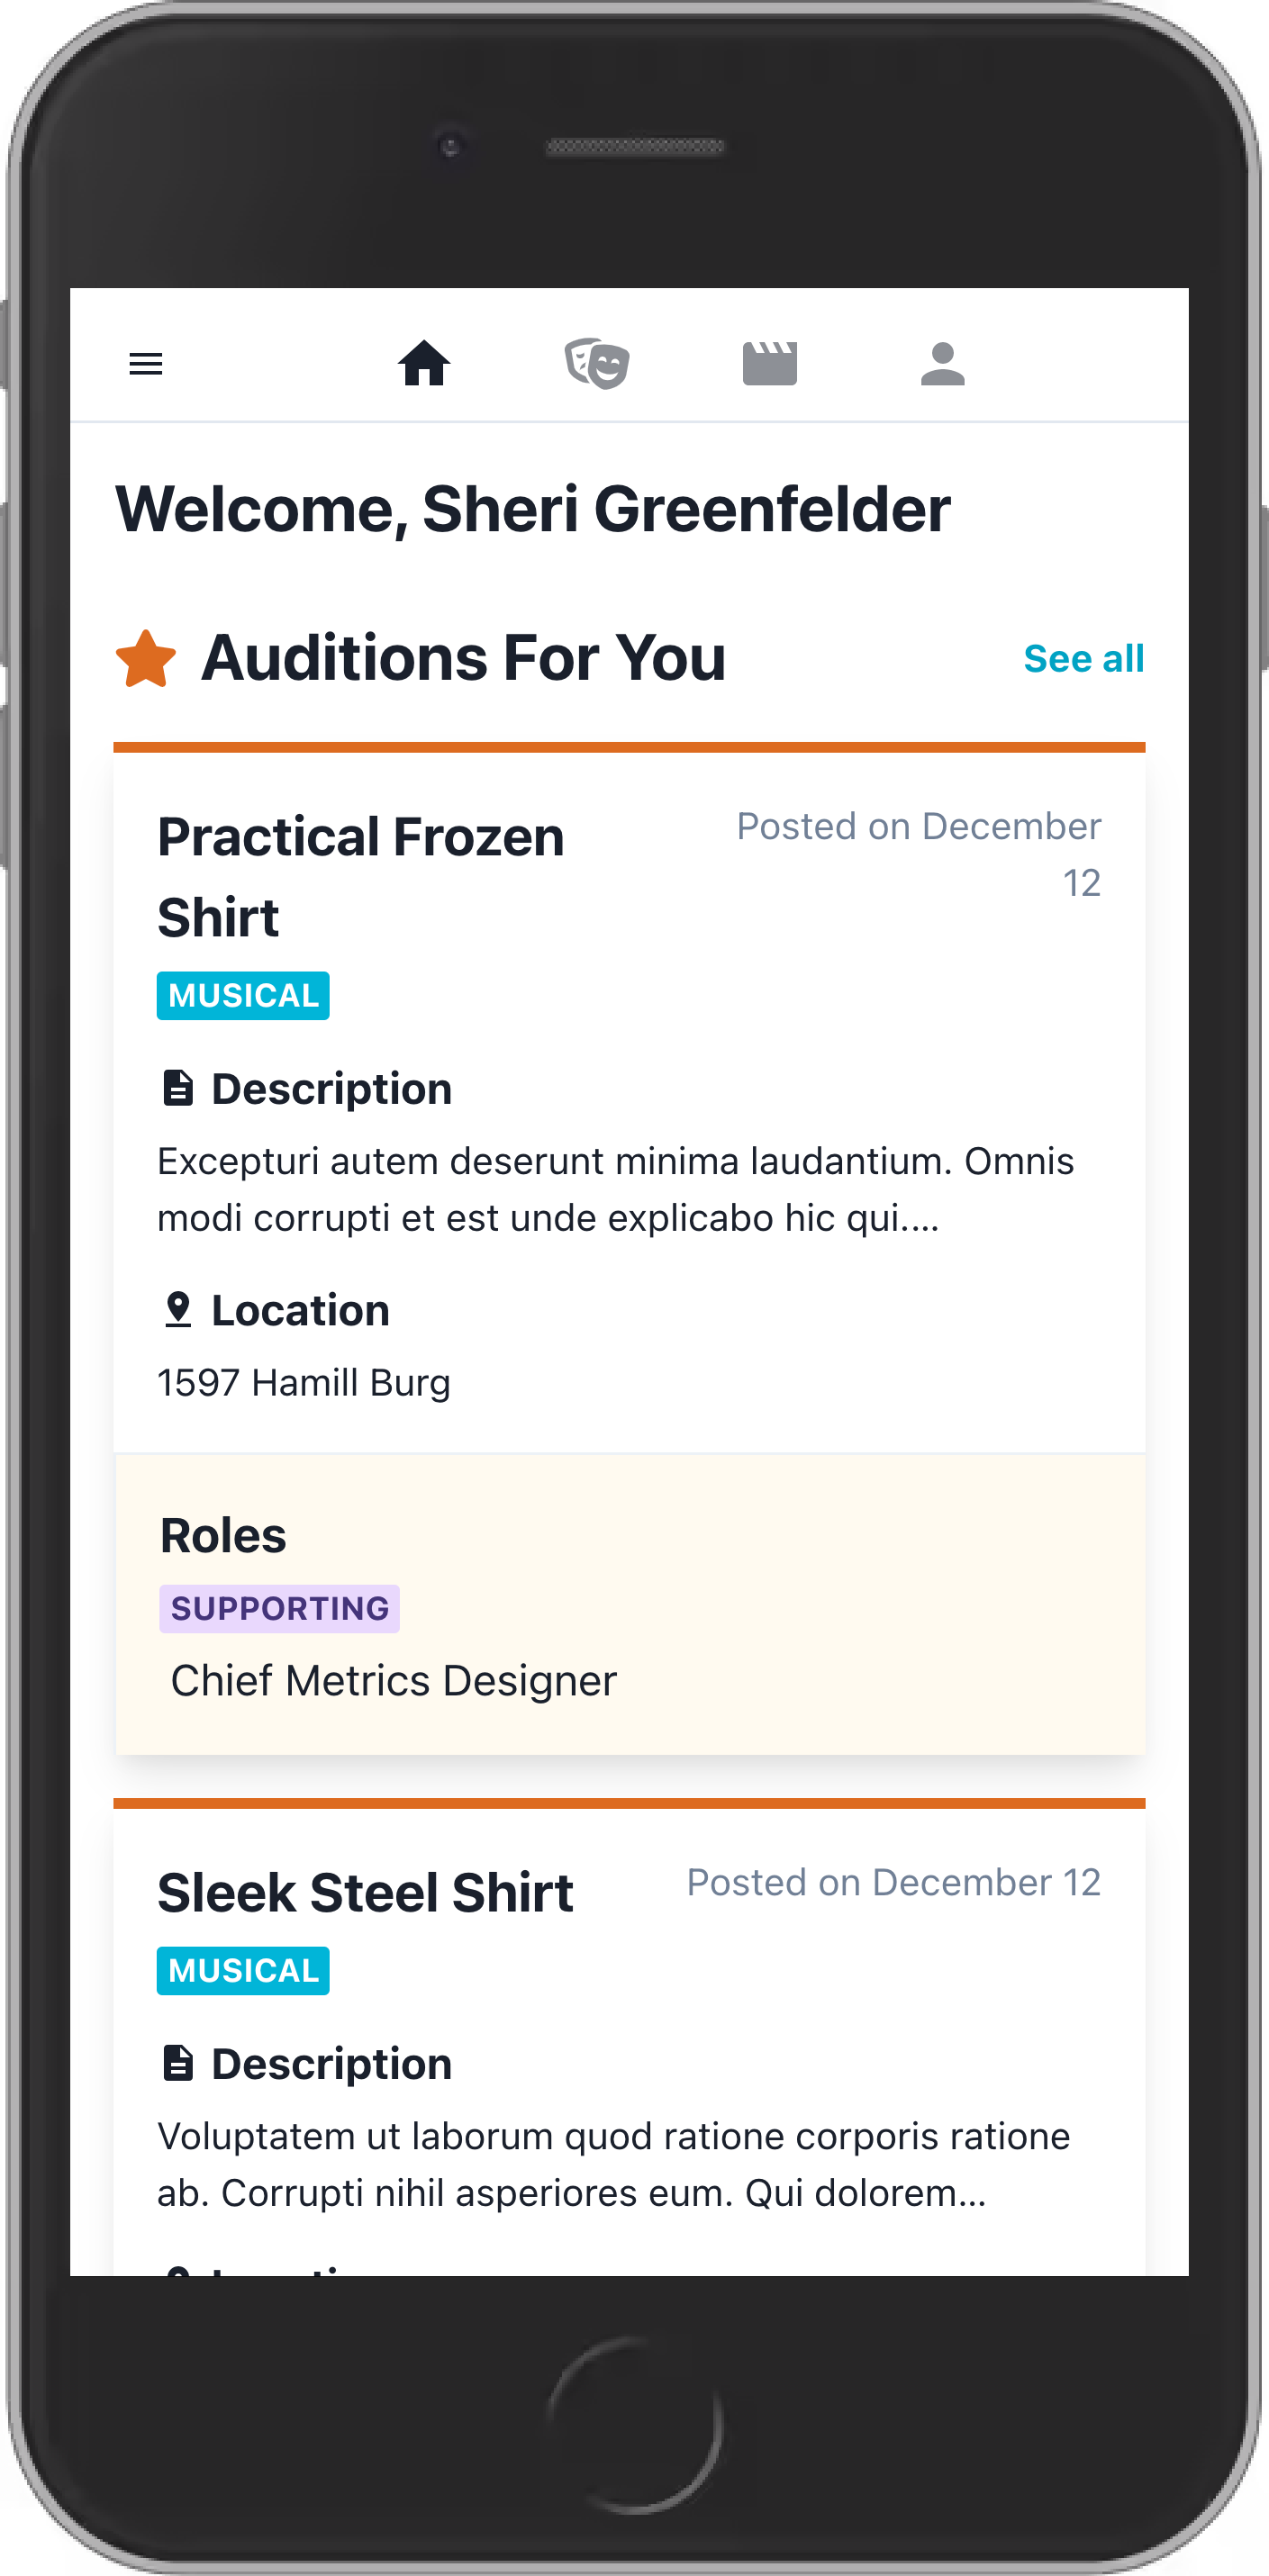 Welcome, Sheri Greenfelder
Auditions For You
See all
Practical Frozen
Shirt
Posted on December
12
MUSICAL
Description
Excepturi autem deserunt minima laudantium. Omnis
modi corrupti et est unde explicabo hic qui....
Location
1597 Hamill Burg
Roles
SUPPORTING
Chief Metrics Designer
Sleek Steel Shirt
Posted on December 12
MUSICAL
Description
Voluptatem ut laborum quod ratione corporis ratione
ab. Corrupti nihil asperiores eum. Qui dolorem...